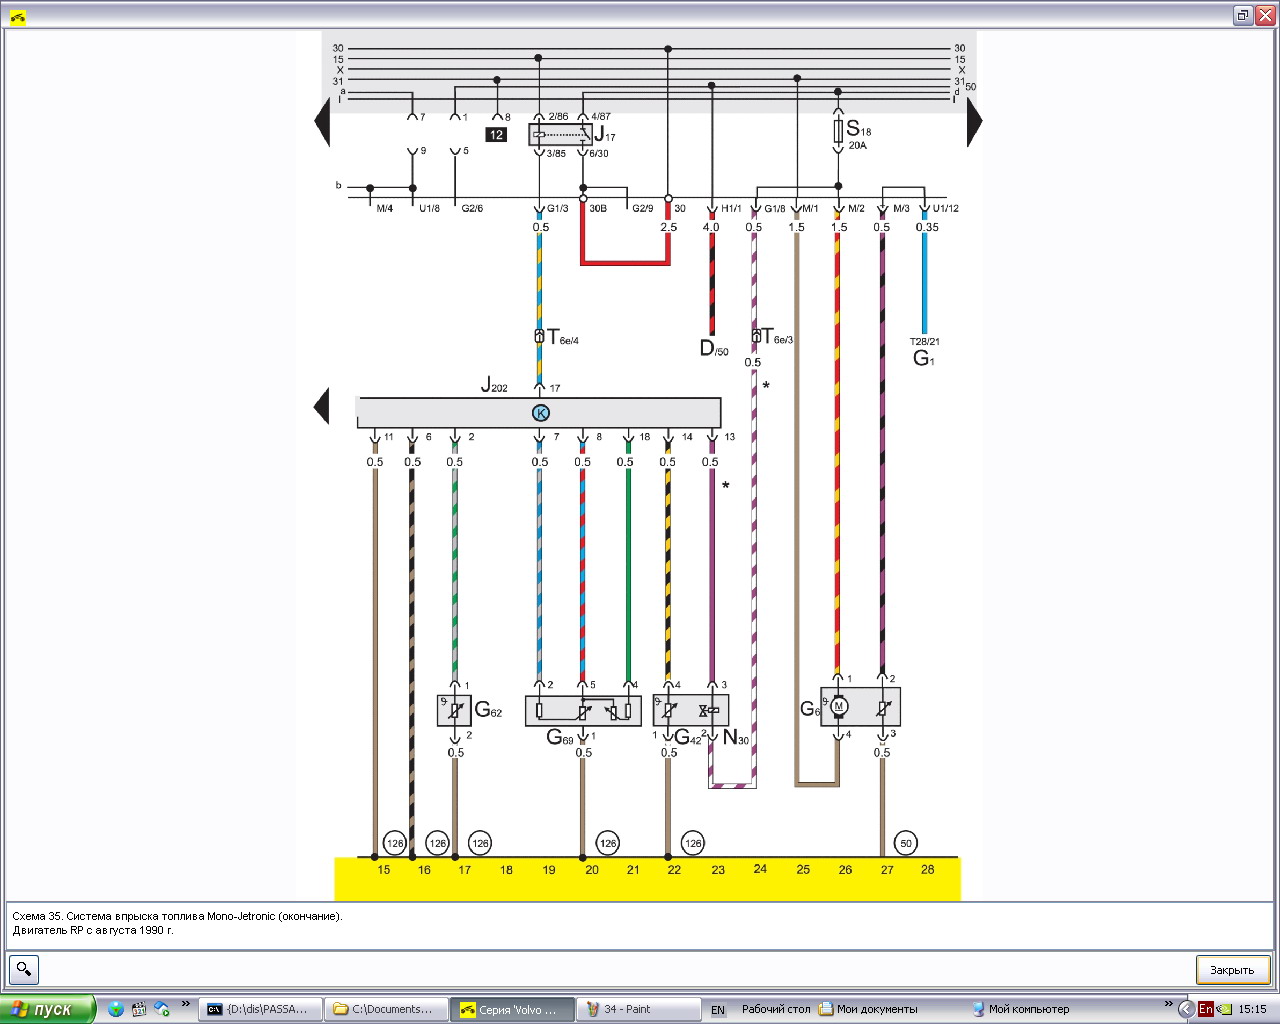 30 30
15 15
X X
31 31 50
a d
7 1 8 2/86 4/87
12 J17 S18
20A
9 5 3/85 6/30
b
M/4 U1/8 G2/6 G1/3 30B G2/9 30 H1/1 G1/8 M/1 M/2 M/3 U1/12
0.5 2.5 4.0 0.5 1.5 1.5 0.5 0.35
T6e/4 T6e/3
D/50 T28/21
G1
0.5
*
J202 17
K
11 6 2 7 8 18 14 13
0.5 0.5 0.5 0.5 0.5 0.5 0.5 0.5
*
1 2 5 4 4 3 1 2
G62 G6 M
2 G69 1 1 G42 2 N30 4 3
0.5 0.5 0.5 0.5
126 126 126 126 126 50
15 16 17 18 19 20 21 22 23 24 25 26 27 28
Схема 35. Система впрыска топлива Mono-Jetronic (окончание).
Двигатель RP с августа 1990 г.
Закрыть
пуск
{D:\dis\PASSA...
C:\Documents...
Серия 'Volvo ...
34 - Paint
EN
Рабочий стол
Мои документы
Мой компьютер
En
15:15